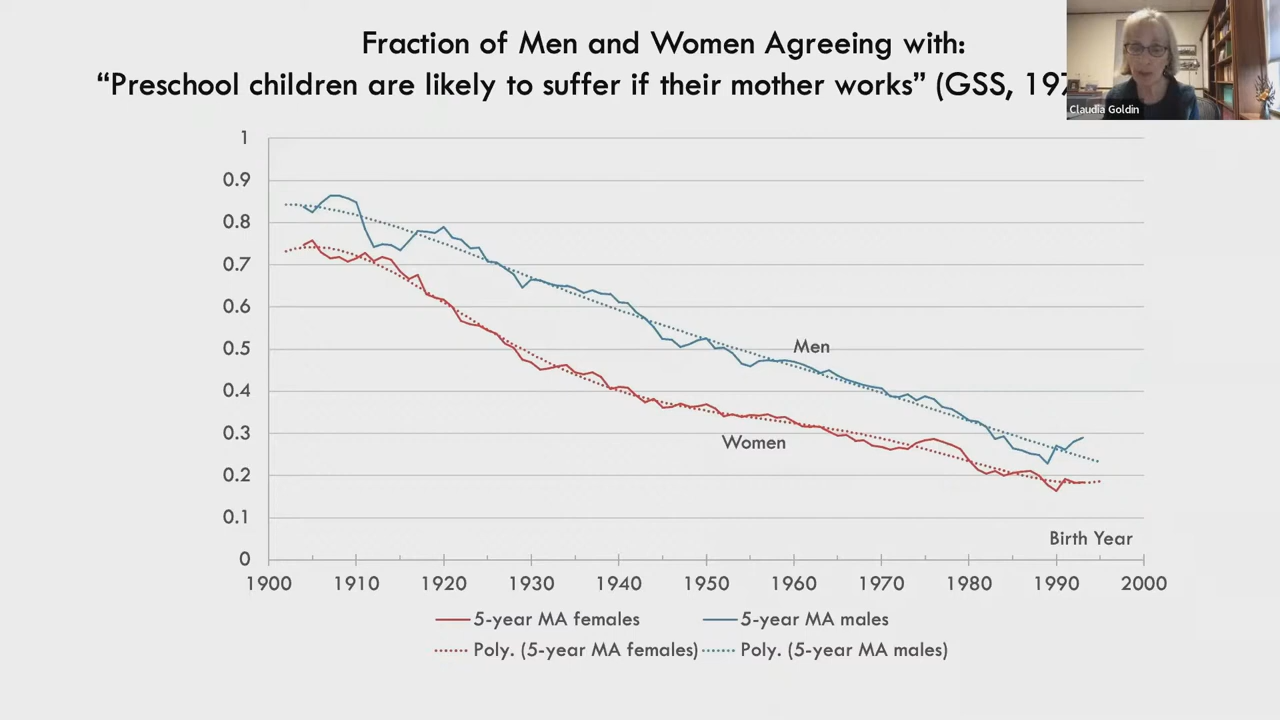 Fraction of Men and Women Agreeing with:
“Preschool children are likely to suffer if their mother works” (GSS,
Claudia Goldin
1
0.9
0.8
0.7
0.6
0.5
0.4
0.3
0.2
0.1
0
Men
Women
Birth Year
1900 1910 1920 1930 1940 1950 1960 1970 1980 1990 2000
5-year MA females 5-year MA males
Poly. (5-year MA females) Poly. (5-year MA males)